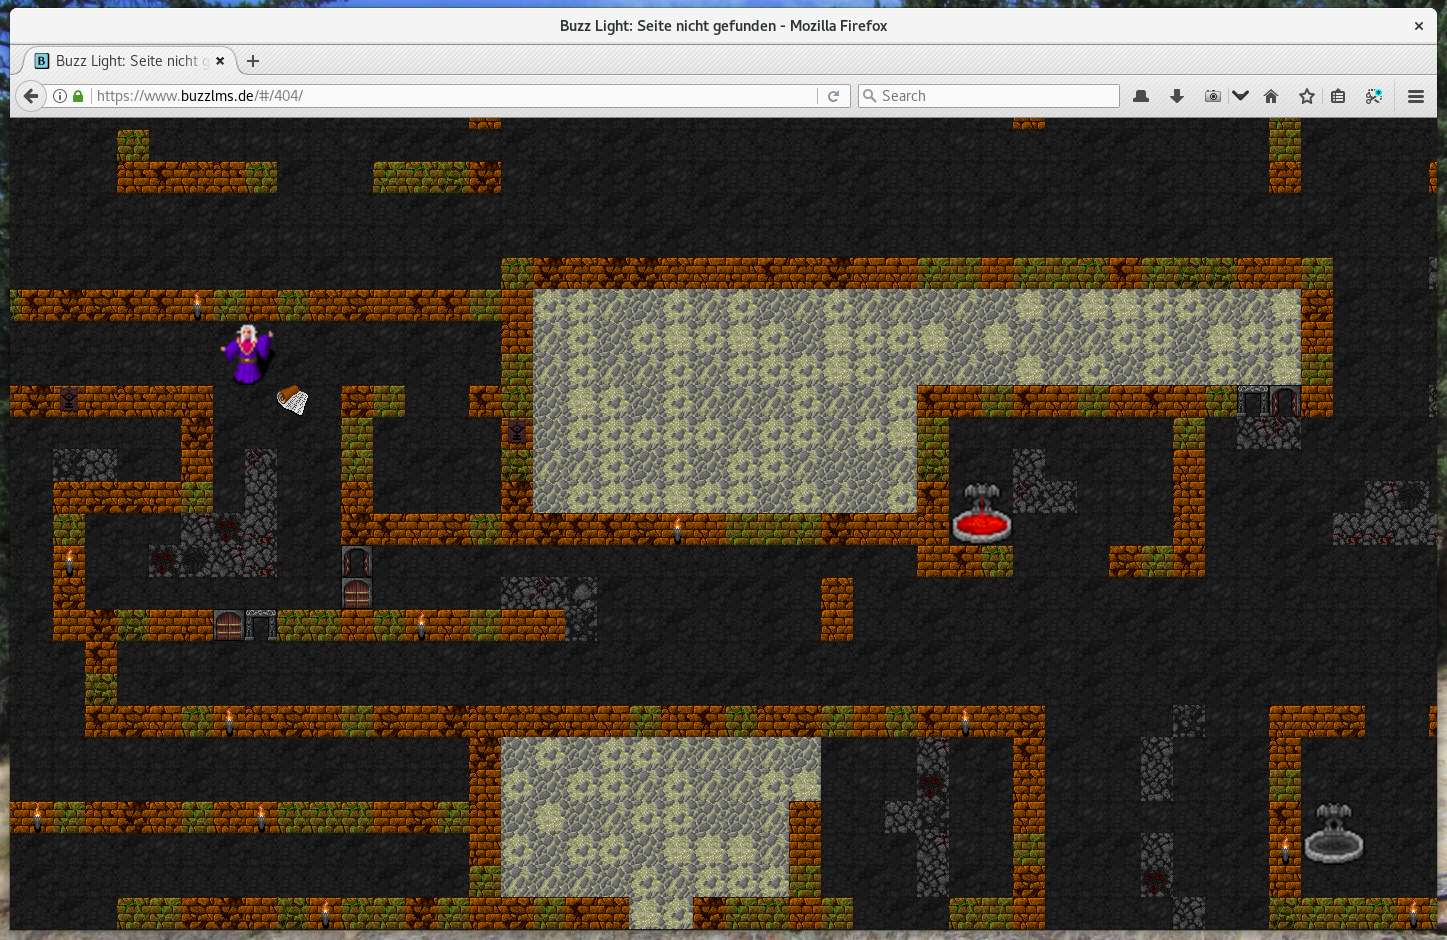 Buzz Light: Seite nicht gefunden - Mozilla Firefox
B Buzz Light: Seite nicht g
https://www.buzzlms.de/#/404/
Search